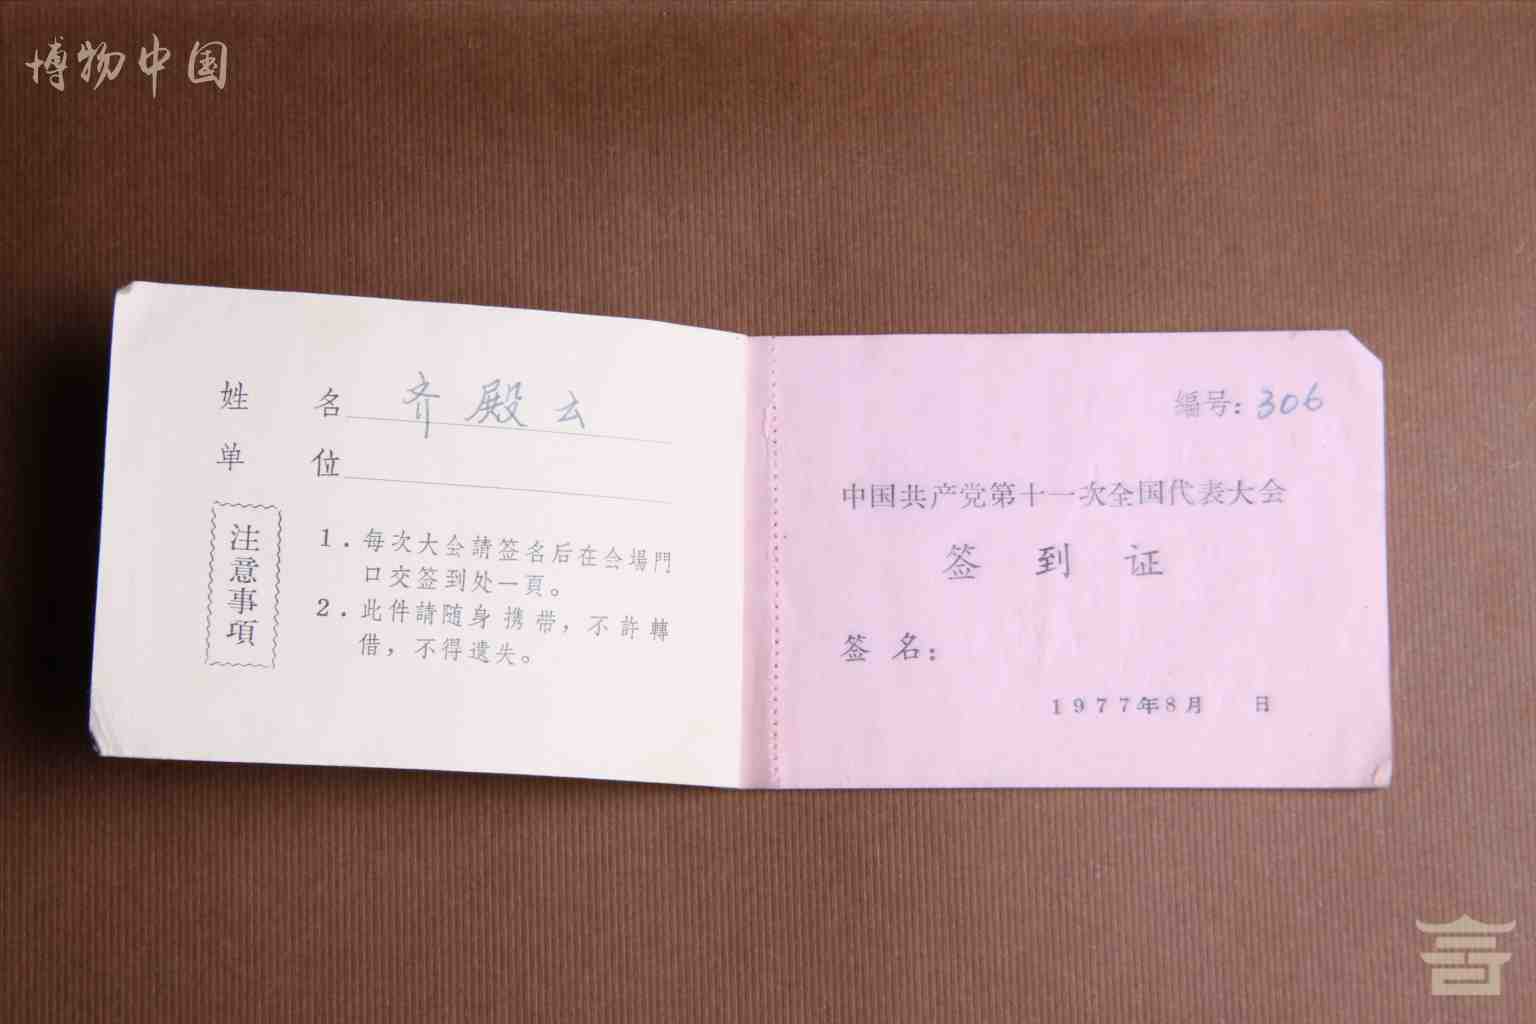 博物中国
姓 名 齐殿云
单 位
注意事項
1.每次大会請签名后在会場門
口交签到处一頁。
2.此件請随身携带，不許轉
借，不得遺失。
编号：306
中国共产党第十一次全国代表大会
签到证
签名：
1977年8月 日